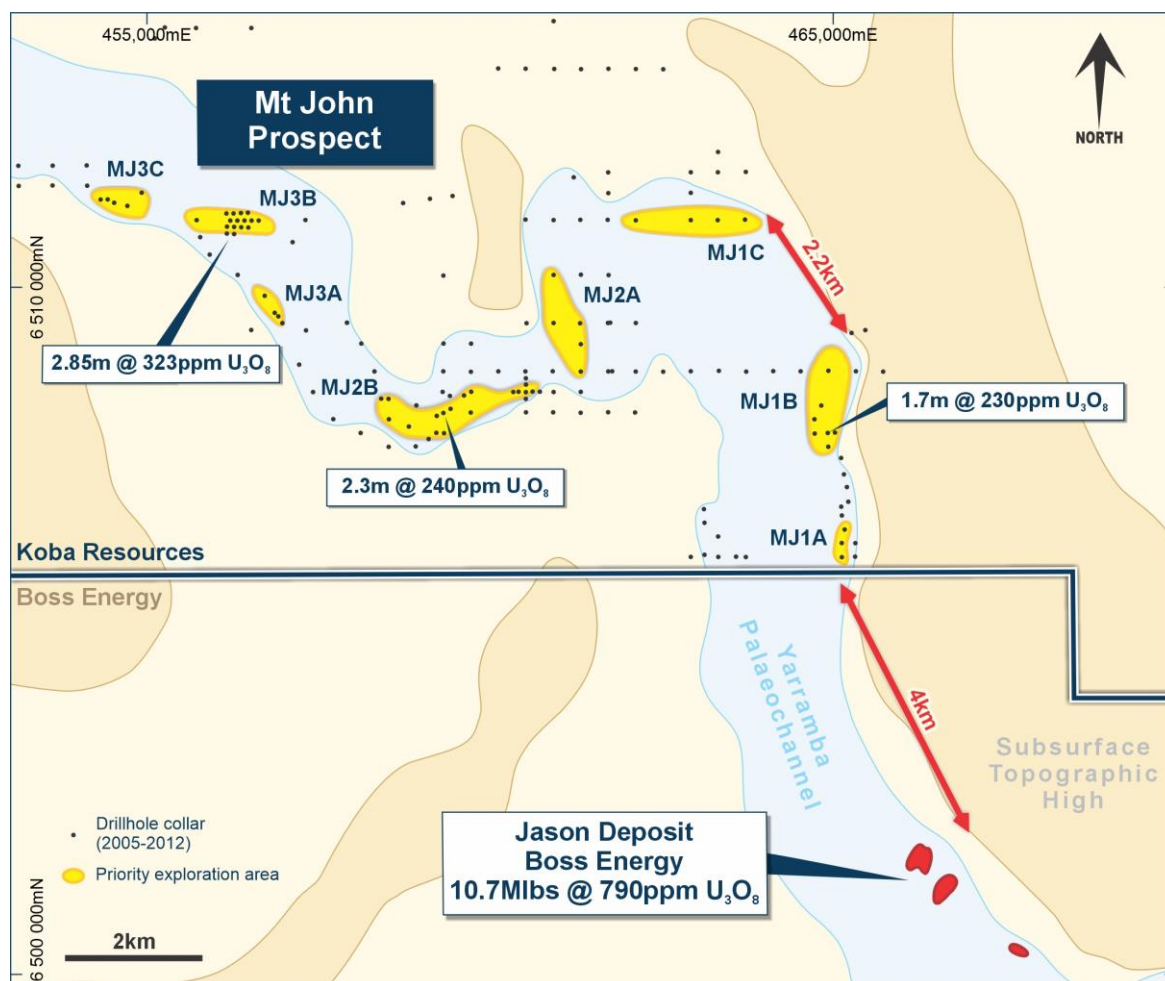 455,000mE
465,000mE
Mt John
Prospect
NORTH
MJ3C
MJ3B
MJ1C
2.2km
MJ3A
MJ2A
6 510 000mN
2.85m @ 323ppm U₃O₈
MJ2B
MJ1B
1.7m @ 230ppm U₃O₈
2.3m @ 240ppm U₃O₈
MJ1A
Koba Resources
Boss Energy
Yarramba
Palaeochannel
4km
Subsurface
Topographic
High
Drillhole collar
(2005-2012)
Priority exploration area
Jason Deposit
Boss Energy
10.7Mlbs @ 790ppm U₃O₈
2km
6 500 000mN